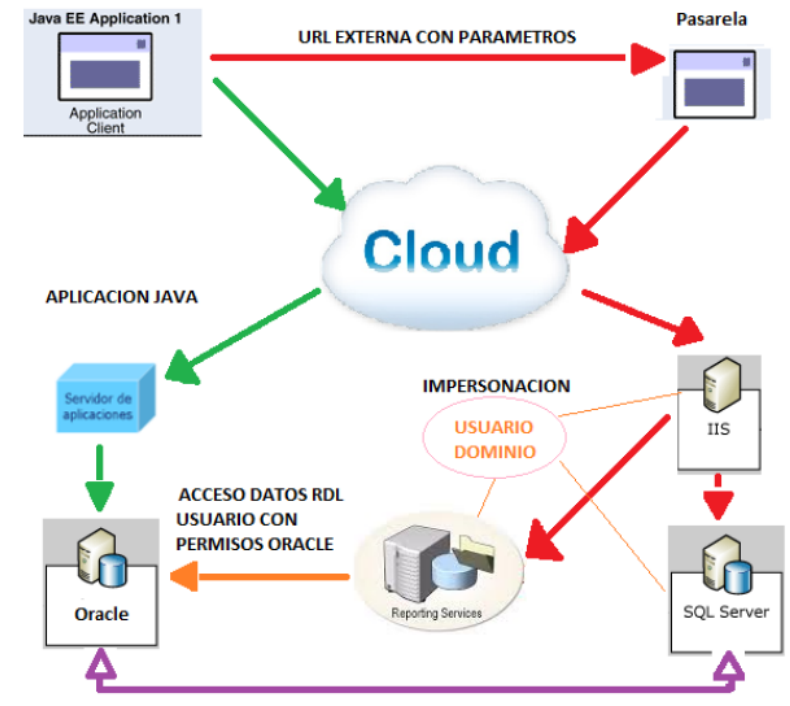 Java EE Application 1
Application
Client
URL EXTERNA CON PARAMETROS
Pasarela
Cloud
APLICACION JAVA
Servidor de
aplicaciones
IMPERSONACION
USUARIO
DOMINIO
IIS
ACCESO DATOS RDL
USUARIO CON
PERMISOS ORACLE
Oracle
Reporting Services
SQL Server